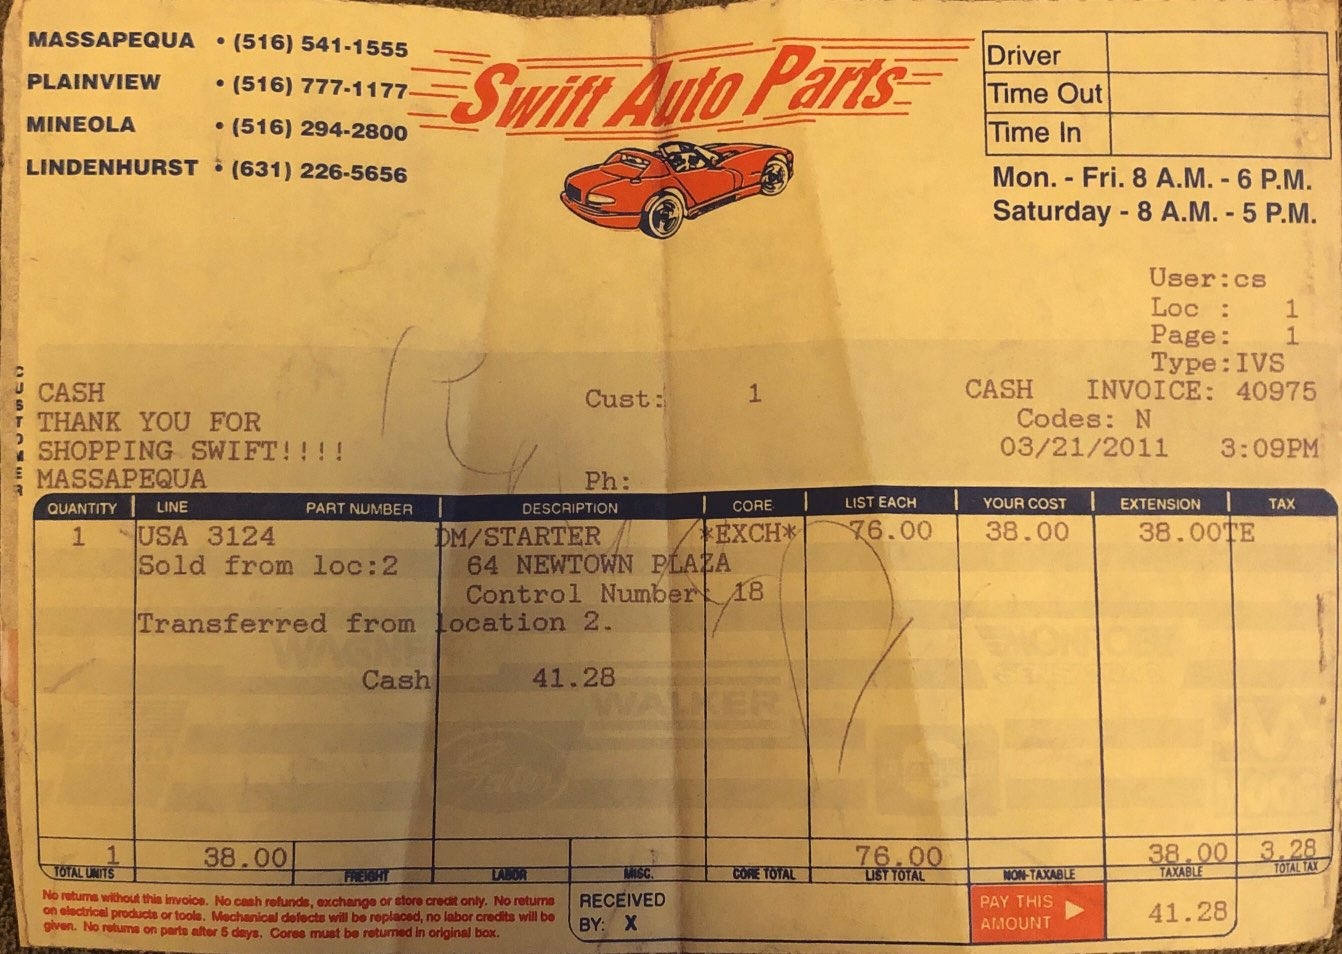 MASSAPEQUA • (516) 541-1555
PLAINVIEW • (516) 777-1177
MINEOLA • (516) 294-2800
LINDENHURST • (631) 226-5656
Swift Auto Parts
Driver
Time Out
Time In
Mon. - Fri. 8 A.M. - 6 P.M.
Saturday - 8 A.M. - 5 P.M.
User:cs
Loc : 1
Page: 1
Type:IVS
CUSTOMER
CASH Cust: 1 CASH INVOICE: 40975
THANK YOU FOR Codes: N
SHOPPING SWIFT!!!! 03/21/2011 3:09PM
MASSAPEQUA Ph:
QUANTITY LINE PART NUMBER DESCRIPTION CORE LIST EACH YOUR COST EXTENSION TAX
1 USA 3124 DM/STARTER *EXCH* 76.00 38.00 38.00TE
Sold from loc:2 64 NEWTOWN PLAZA
Control Number: 18
Transferred from location 2.
Cash 41.28
WAGNER
WALKER
Gates
1 38.00 76.00 38.00 3.28
TOTAL UNITS FREIGHT LABOR MISC. CORE TOTAL LIST TOTAL NON-TAXABLE TAXABLE TOTAL TAX
No returns without this invoice. No cash refunds, exchange or store credit only. No returns
on electrical products or tools. Mechanical defects will be replaced, no labor credits will be
given. No returns on parts after 5 days. Cores must be returned in original box.
RECEIVED
BY: X
PAY THIS
AMOUNT
41.28